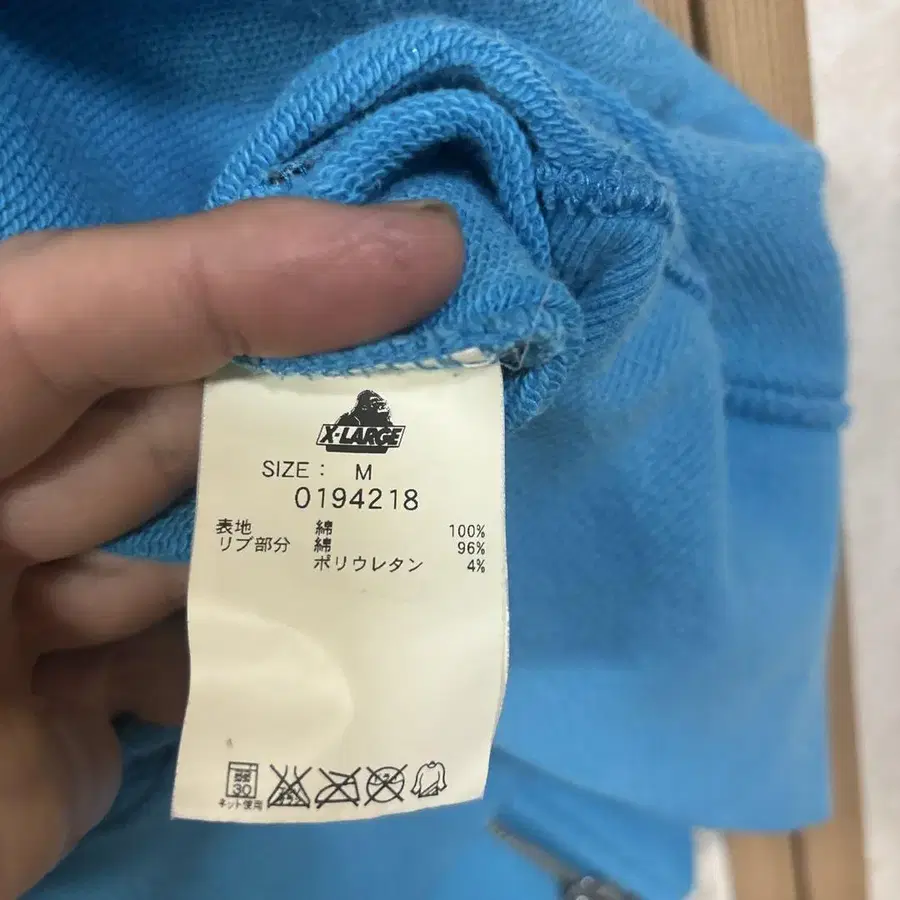 X-LARGE
SIZE : M
0194218
表地 綿 100%
リブ部分 綿 96%
ポリウレタン 4%
30
ネット使用